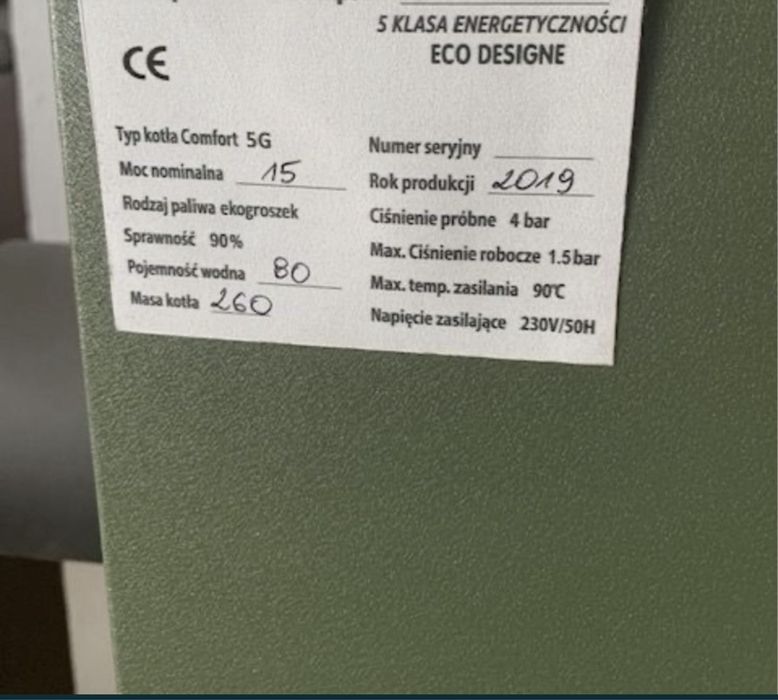 5 KLASA ENERGETYCZNOŚCI
ECO DESIGNE
CE
Typ kotła Comfort 5G
Moc nominalna 15
Rodzaj paliwa ekogroszek
Sprawność 90%
Pojemność wodna 80
Masa kotła 260
Numer seryjny
Rok produkcji 2019
Ciśnienie próbne 4 bar
Max. Ciśnienie robocze 1.5 bar
Max. temp. zasilania 90℃
Napięcie zasilające 230V/50H